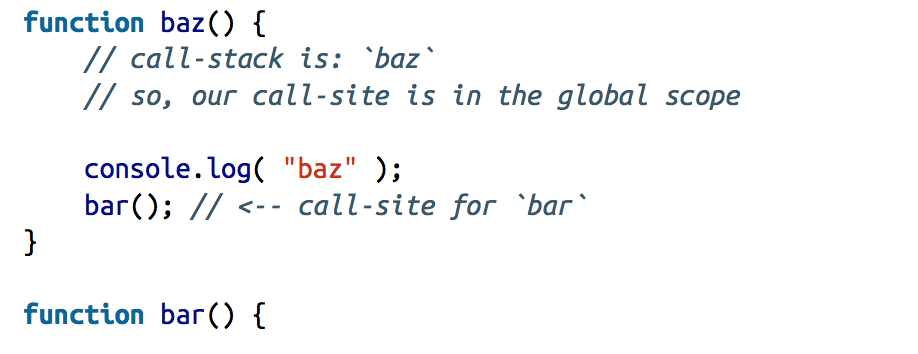 function baz() {
    // call-stack is: `baz`
    // so, our call-site is in the global scope

    console.log( "baz" );
    bar(); // <-- call-site for `bar`
}

function bar() {